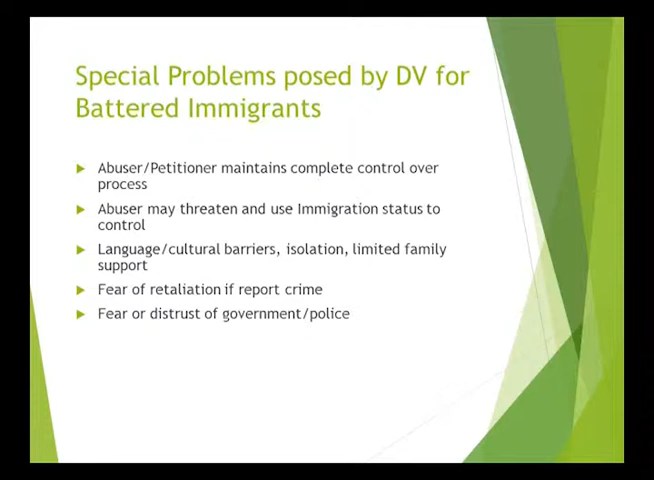 Special Problems posed by DV for
Battered Immigrants
Abuser/Petitioner maintains complete control over
process
Abuser may threaten and use Immigration status to
control
Language/cultural barriers, isolation, limited family
support
Fear of retaliation if report crime
Fear or distrust of government/police